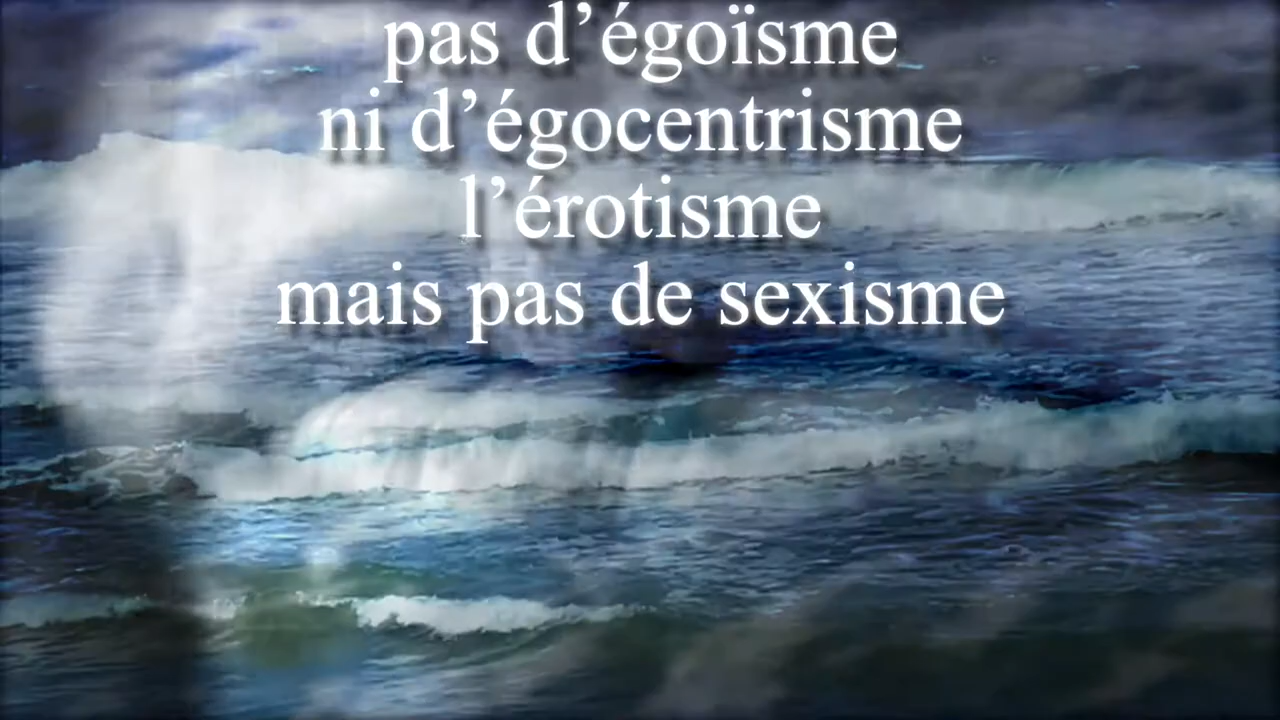 pas d’égoïsme
ni d’égocentrisme
l’érotisme
mais pas de sexisme